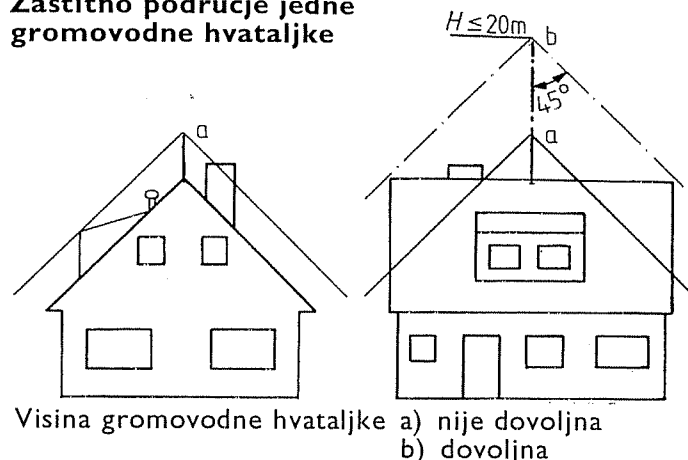 Zaštitno područje jedne
gromovodne hvataljke
H ≤ 20m
b
45°
a
a
Visina gromovodne hvataljke a) nije dovoljna
b) dovoljna